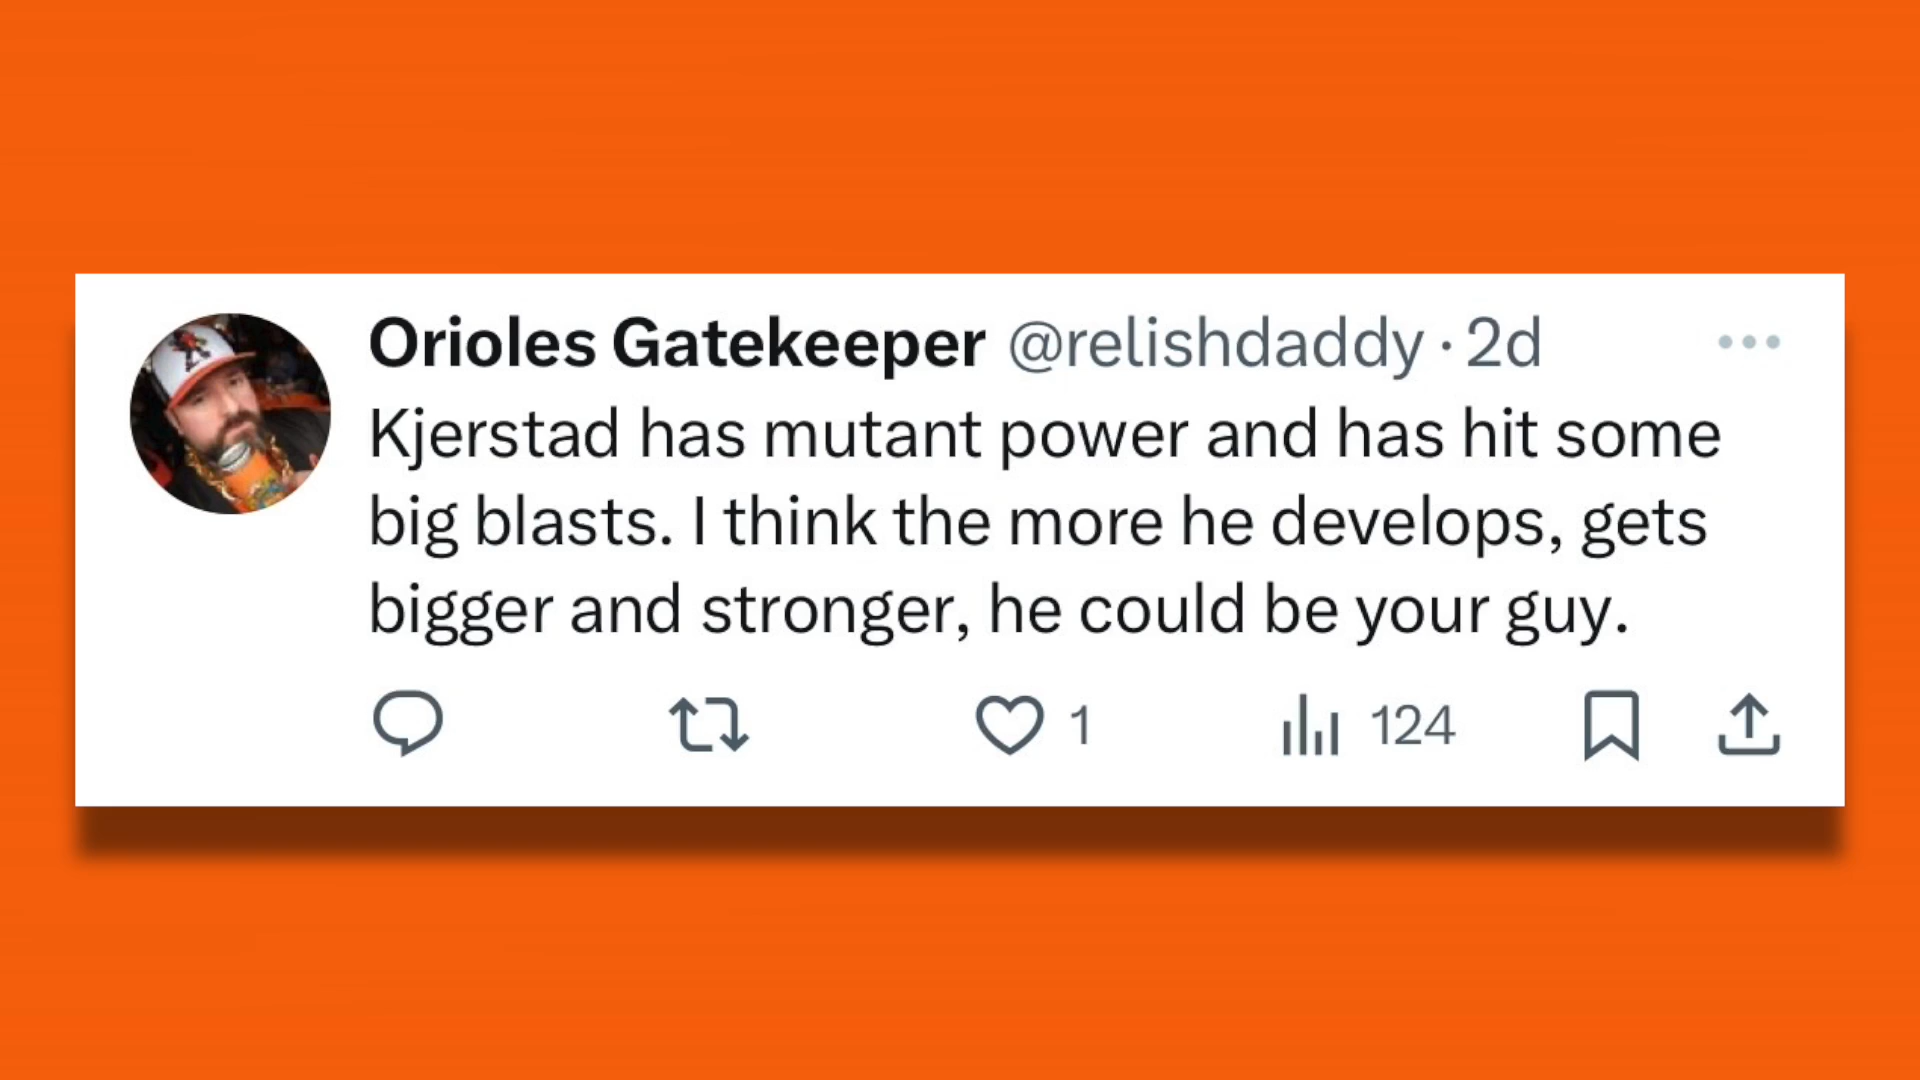 Orioles Gatekeeper @relishdaddy · 2d
Kjerstad has mutant power and has hit some
big blasts. I think the more he develops, gets
bigger and stronger, he could be your guy.
1 124